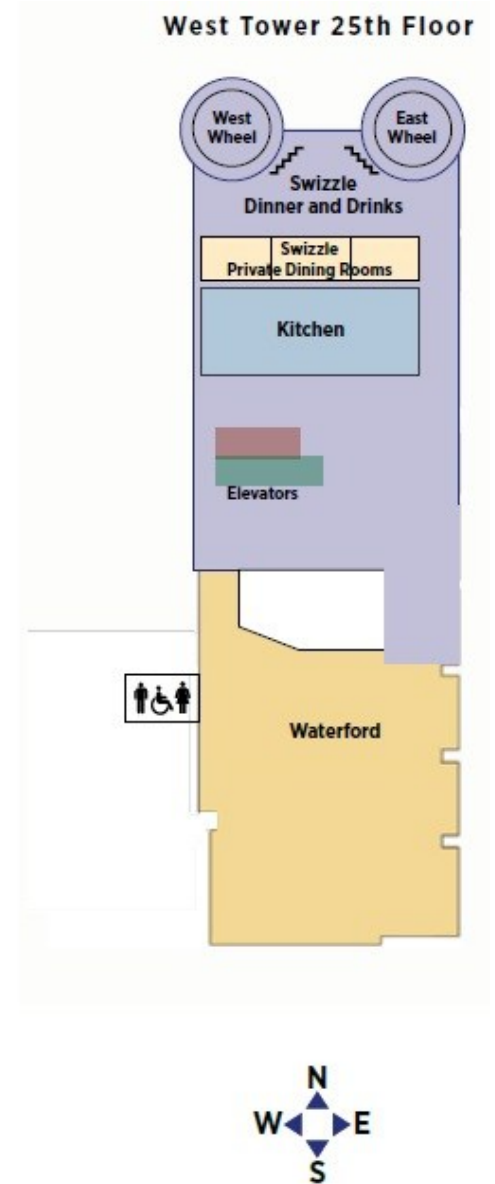 West Tower 25th Floor
West
Wheel
East
Wheel
Swizzle
Dinner and Drinks
Swizzle
Private Dining Rooms
Kitchen
Elevators
Waterford
N
W E
S